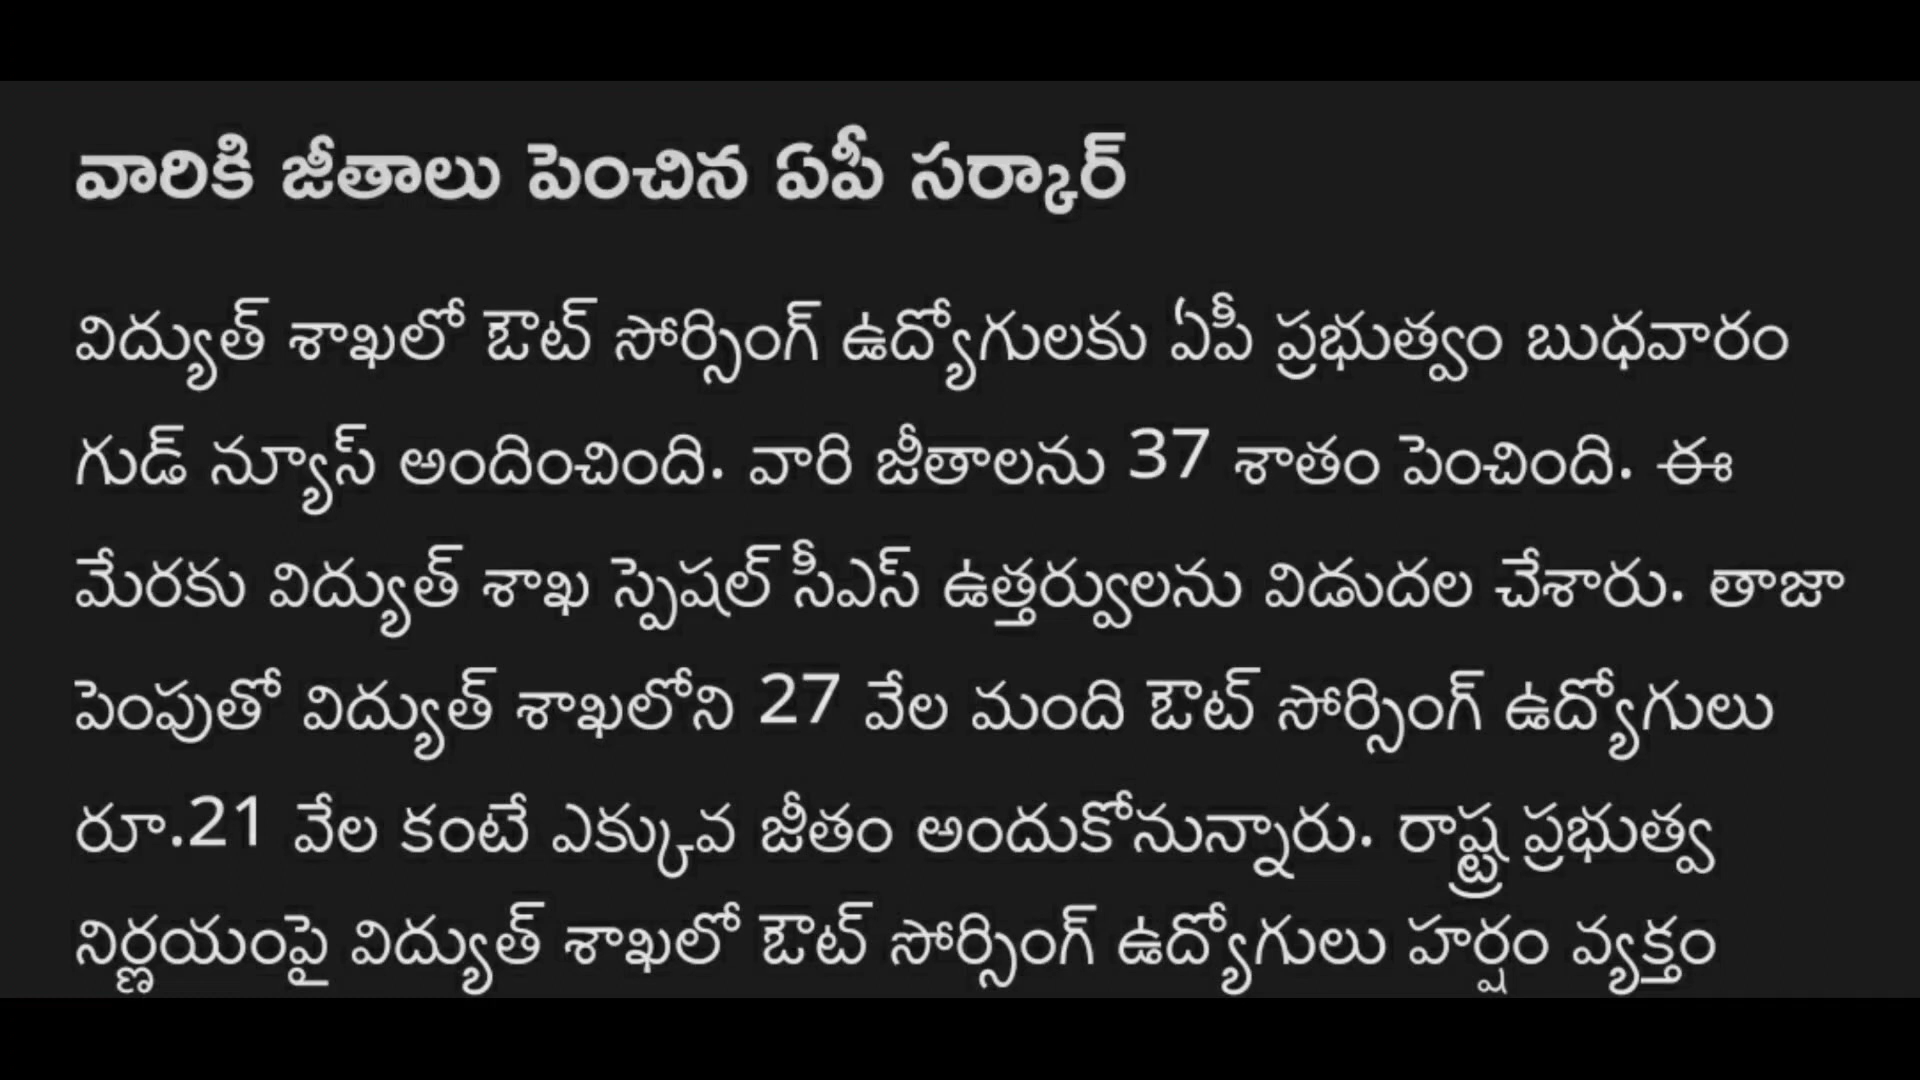 వారికి జీతాలు పెంచిన ఏపీ సర్కార్
విద్యుత్ శాఖలో ఔట్ సోర్సింగ్ ఉద్యోగులకు ఏపీ ప్రభుత్వం బుధవారం
గుడ్ న్యూస్ అందించింది. వారి జీతాలను 37 శాతం పెంచింది. ఈ
మేరకు విద్యుత్ శాఖ స్పెషల్ సీఎస్ ఉత్తర్వులను విడుదల చేశారు. తాజా
పెంపుతో విద్యుత్ శాఖలోని 27 వేల మంది ఔట్ సోర్సింగ్ ఉద్యోగులు
రూ.21 వేల కంటే ఎక్కువ జీతం అందుకోనున్నారు. రాష్ట్ర ప్రభుత్వ
నిర్ణయంపై విద్యుత్ శాఖలో ఔట్ సోర్సింగ్ ఉద్యోగులు హర్షం వ్యక్తం